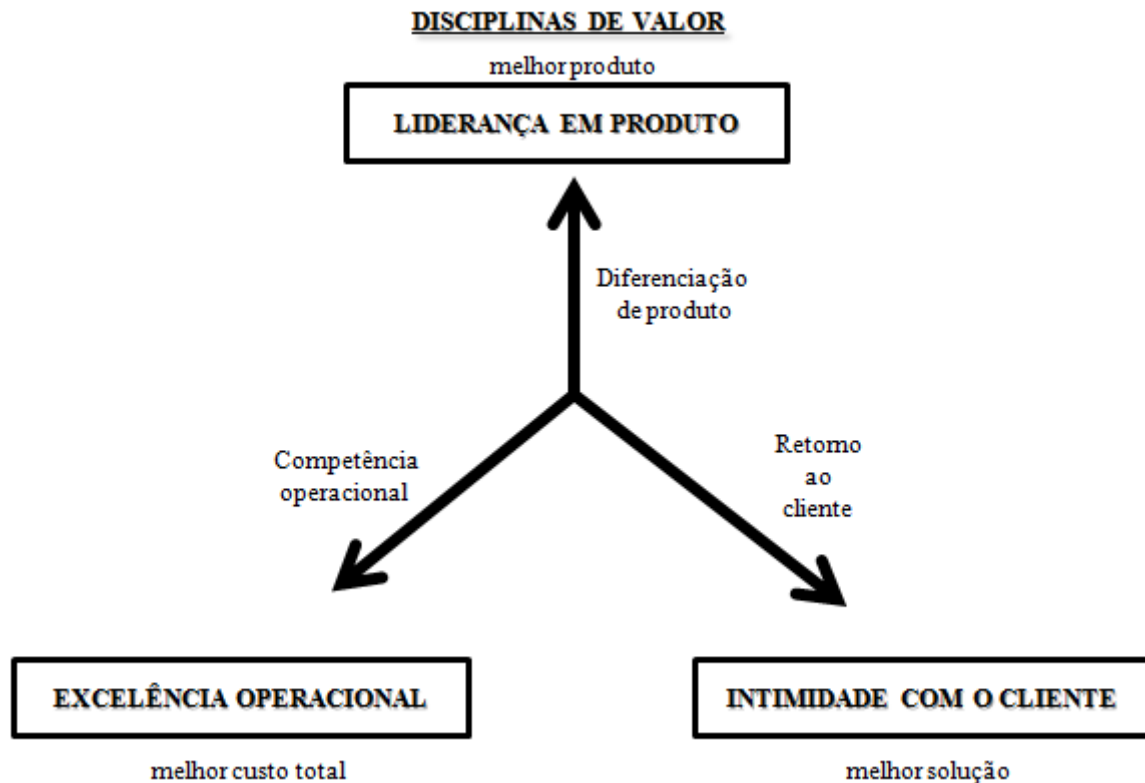 DISCIPLINAS DE VALOR
melhor produto
LIDERANÇA EM PRODUTO
Diferenciação
de produto
Competência
operacional
Retorno
ao
cliente
EXCELÊNCIA OPERACIONAL
melhor custo total
INTIMIDADE COM O CLIENTE
melhor solução